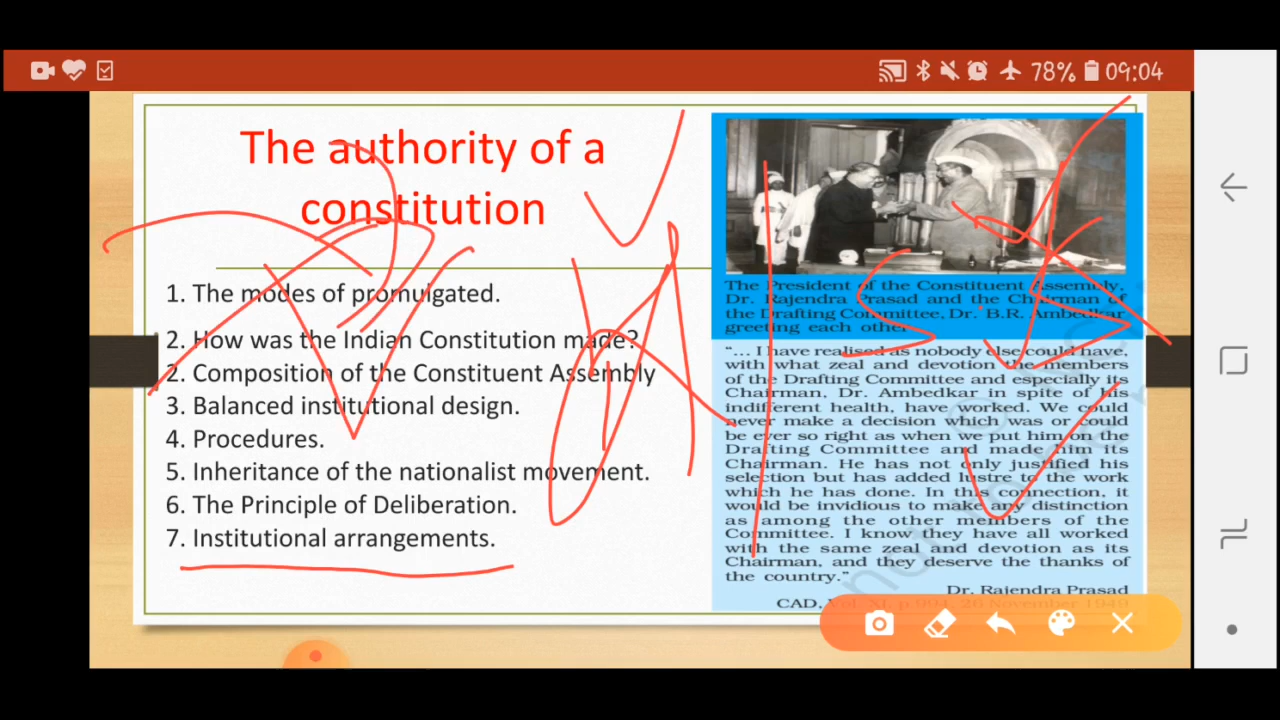 78% 09:04
The authority of a
constitution
1. The modes of promulgated.
2. How was the Indian Constitution made?
2. Composition of the Constituent Assembly
3. Balanced institutional design.
4. Procedures.
5. Inheritance of the nationalist movement.
6. The Principle of Deliberation.
7. Institutional arrangements.
The President of the Constituent Assembly,
Dr. Rajendra Prasad and the Chairman of
the Drafting Committee, Dr. B.R. Ambedkar
greeting each other
“... I have realised as nobody else could have,
with what zeal and devotion the members
of the Drafting Committee and especially its
Chairman, Dr. Ambedkar in spite of his
indifferent health, have worked. We could
never make a decision which was or could
be ever so right as when we put him on the
Drafting Committee and made him its
Chairman. He has not only justified his
selection but has added lustre to the work
which he has done. In this connection, it
would be invidious to make any distinction
as among the other members of the
Committee. I know they have all worked
with the same zeal and devotion as its
Chairman, and they deserve the thanks of
the country.”
Dr. Rajendra Prasad
CAD, Vol. XI, p.994, 26 November 1949